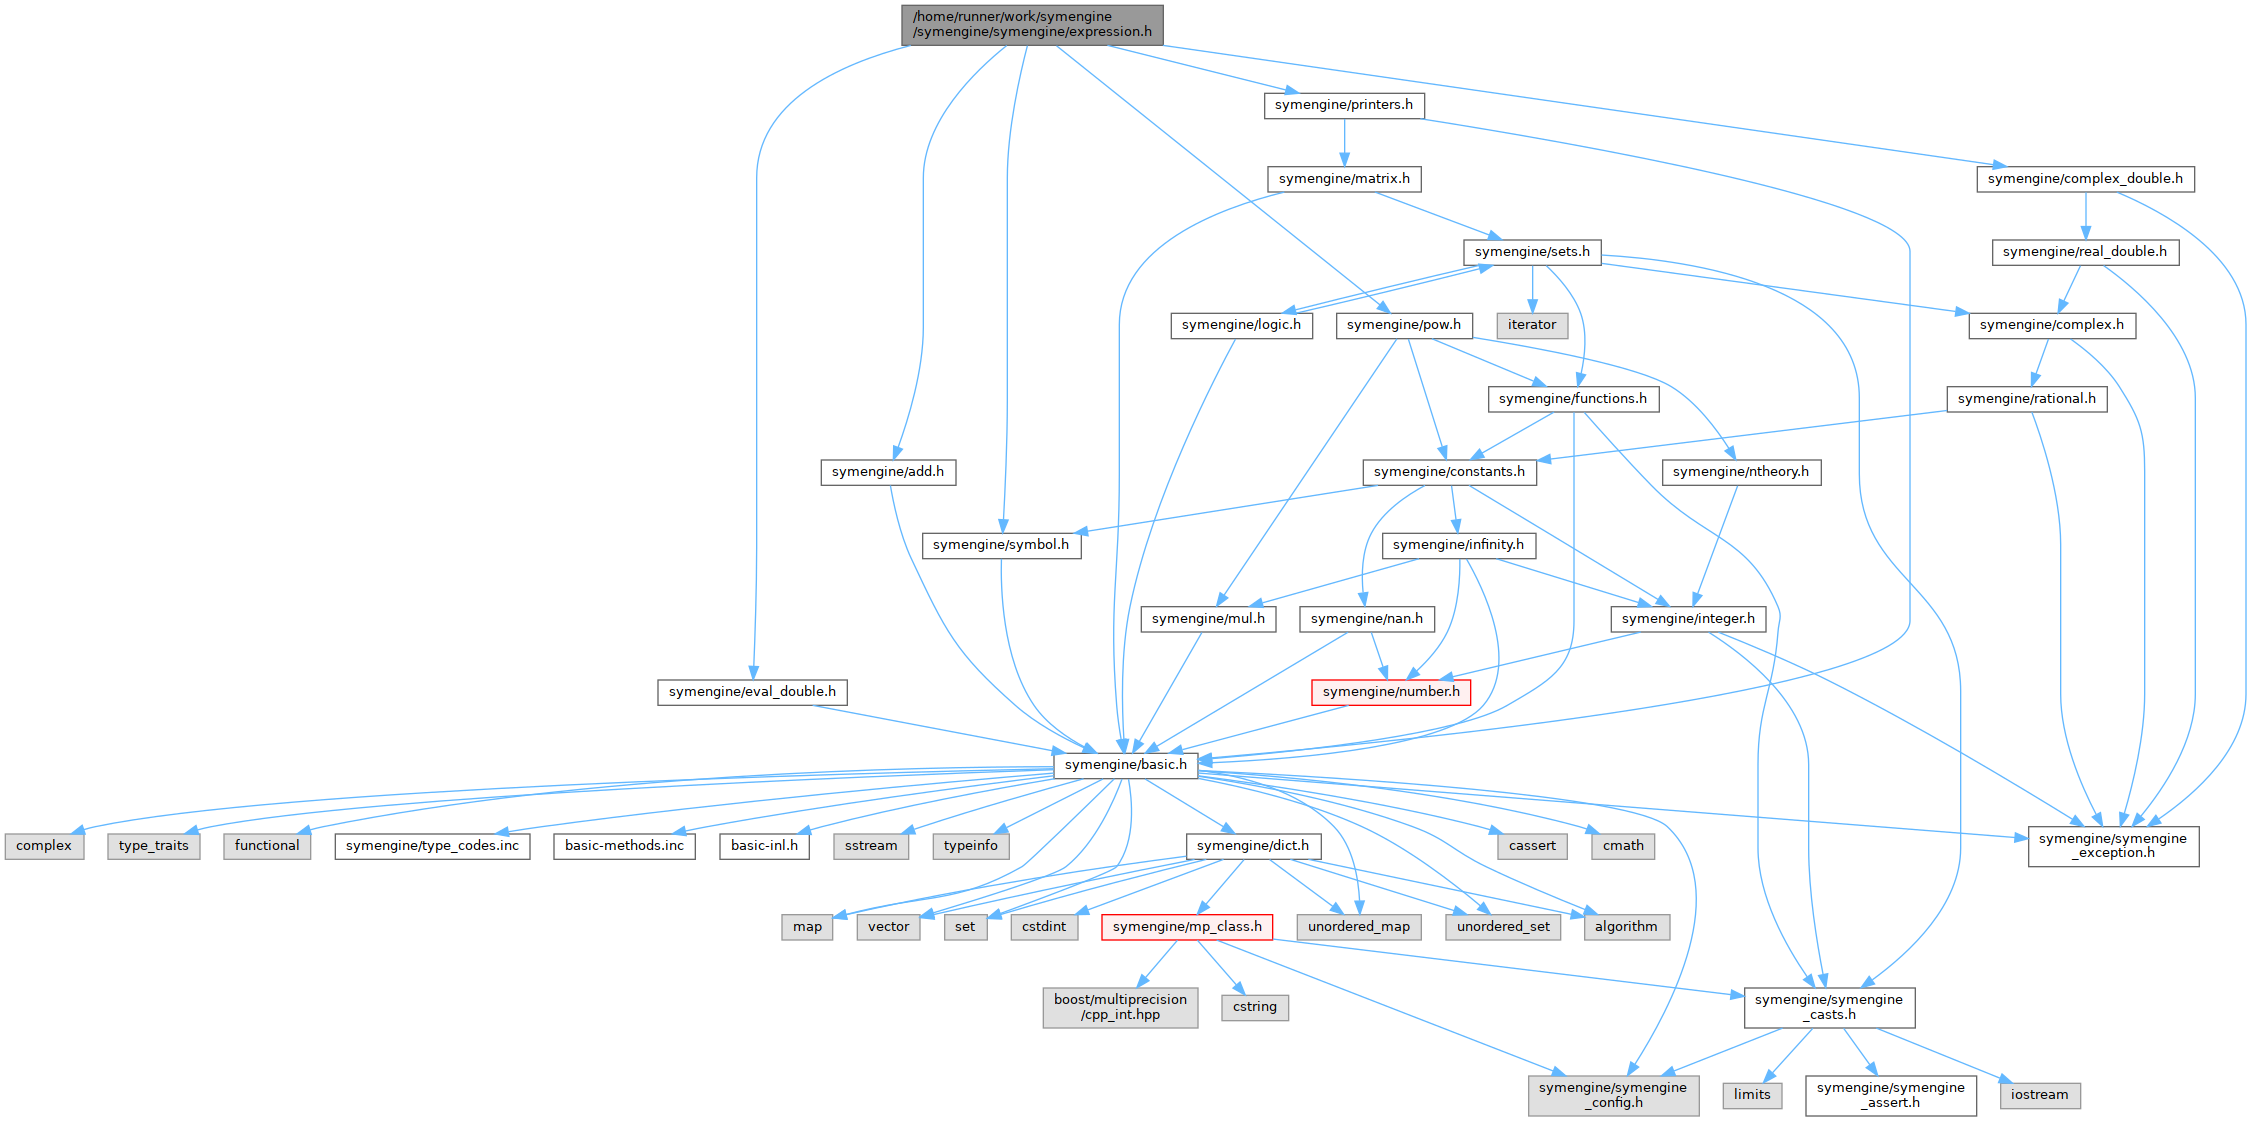 /home/runner/work/symengine
/symengine/symengine/expression.h
symengine/printers.h
symengine/matrix.h
symengine/complex_double.h
symengine/sets.h
symengine/real_double.h
symengine/logic.h
symengine/pow.h
iterator
symengine/complex.h
symengine/functions.h
symengine/rational.h
symengine/add.h
symengine/constants.h
symengine/ntheory.h
symengine/symbol.h
symengine/infinity.h
symengine/mul.h
symengine/nan.h
symengine/integer.h
symengine/eval_double.h
symengine/number.h
symengine/basic.h
complex
type_traits
functional
symengine/type_codes.inc
basic-methods.inc
basic-inl.h
sstream
typeinfo
symengine/dict.h
cassert
cmath
symengine/symengine
_exception.h
map
vector
set
cstdint
symengine/mp_class.h
unordered_map
unordered_set
algorithm
boost/multiprecision
/cpp_int.hpp
cstring
symengine/symengine
_casts.h
symengine/symengine
_config.h
limits
symengine/symengine
_assert.h
iostream